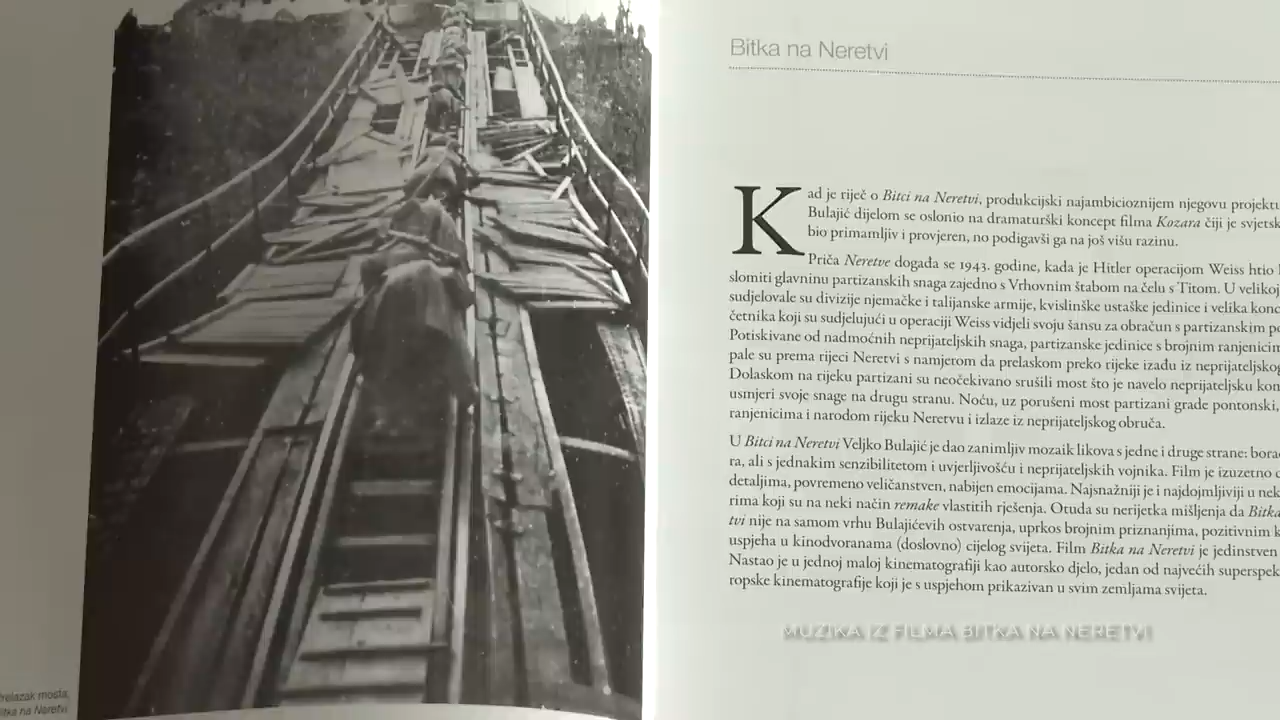 Bitka na Neretvi
Kad je riječ o Bitci na Neretvi, produkcijski najambicioznijem njegovu projektu
Bulajić dijelom se oslonio na dramaturški koncept filma Kozara čiji je svjetsk
bio primamljiv i provjeren, no podigavši ga na još višu razinu.
Priča Neretve događa se 1943. godine, kada je Hitler operacijom Weiss htio
slomiti glavninu partizanskih snaga zajedno s Vrhovnim štabom na čelu s Titom. U velikoj
sudjelovale su divizije njemačke i talijanske armije, kvislinške ustaške jedinice i velika konc
četnika koji su sudjelujući u operaciji Weiss vidjeli svoju šansu za obračun s partizanskim po
Potiskivane od nadmoćnih neprijateljskih snaga, partizanske jedinice s brojnim ranjenicim
pale su prema rijeci Neretvi s namjerom da prelaskom preko rijeke izađu iz neprijateljskog
Dolaskom na rijeku partizani su neočekivano srušili most što je navelo neprijateljsku kom
usmjeri svoje snage na drugu stranu. Noću, uz porušeni most partizani grade pontonski,
ranjenicima i narodom rijeku Neretvu i izlaze iz neprijateljskog obruča.
U Bitci na Neretvi Veljko Bulajić je dao zanimljiv mozaik likova s jedne i druge strane: bora
ra, ali s jednakim senzibilitetom i uvjerljivošću i neprijateljskih vojnika. Film je izuzetno
detaljima, povremeno veličanstven, nabijen emocijama. Najsnažniji je i najdojmljiviji u nek
rima koji su na neki način remake vlastitih rješenja. Otuda su nerijetka mišljenja da Bitka
tvi nije na samom vrhu Bulajićevih ostvarenja, uprkos brojnim priznanjima, pozitivnim k
uspjeha u kinodvoranama (doslovno) cijelog svijeta. Film Bitka na Neretvi je jedinstven
Nastao je u jednoj maloj kinematografiji kao autorsko djelo, jedan od najvećih superspek
ropske kinematografije koji je s uspjehom prikazivan u svim zemljama svijeta.
MUZIKA IZ FILMA BITKA NA NERETVI
relazak mosta,
itka na Neretvi